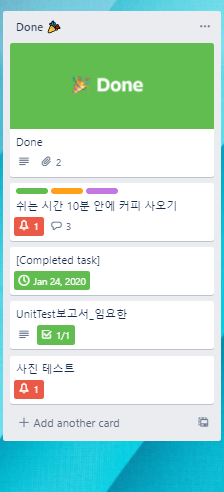 Done 🎉
🎉 Done
Done
2
쉬는 시간 10분 안에 커피 사오기
1 3
[Completed task]
Jan 24, 2020
UnitTest보고서_임요한
1/1
사진 테스트
1
+ Add another card